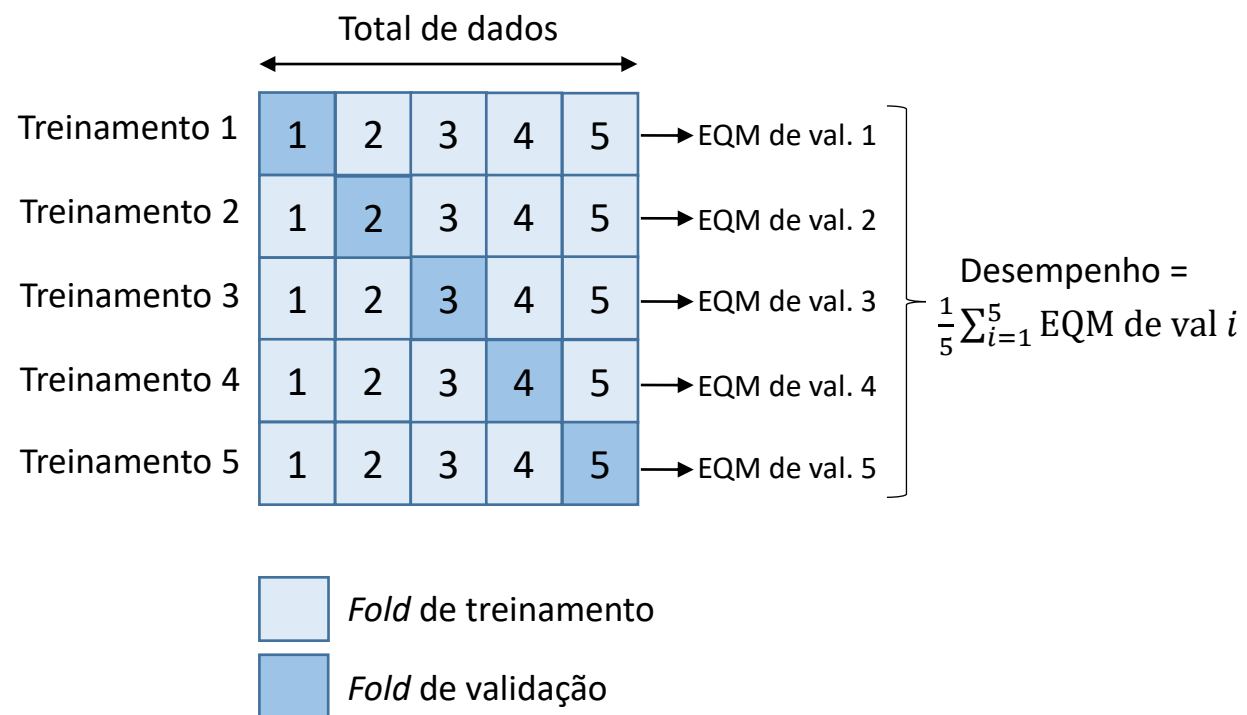 Total de dados
Treinamento 1 1 2 3 4 5 EQM de val. 1
Treinamento 2 1 2 3 4 5 EQM de val. 2
Treinamento 3 1 2 3 4 5 EQM de val. 3
Treinamento 4 1 2 3 4 5 EQM de val. 4
Treinamento 5 1 2 3 4 5 EQM de val. 5
Desempenho =
$\frac{1}{5}\sum_{i=1}^{5}$ EQM de val $i$
Fold de treinamento
Fold de validação